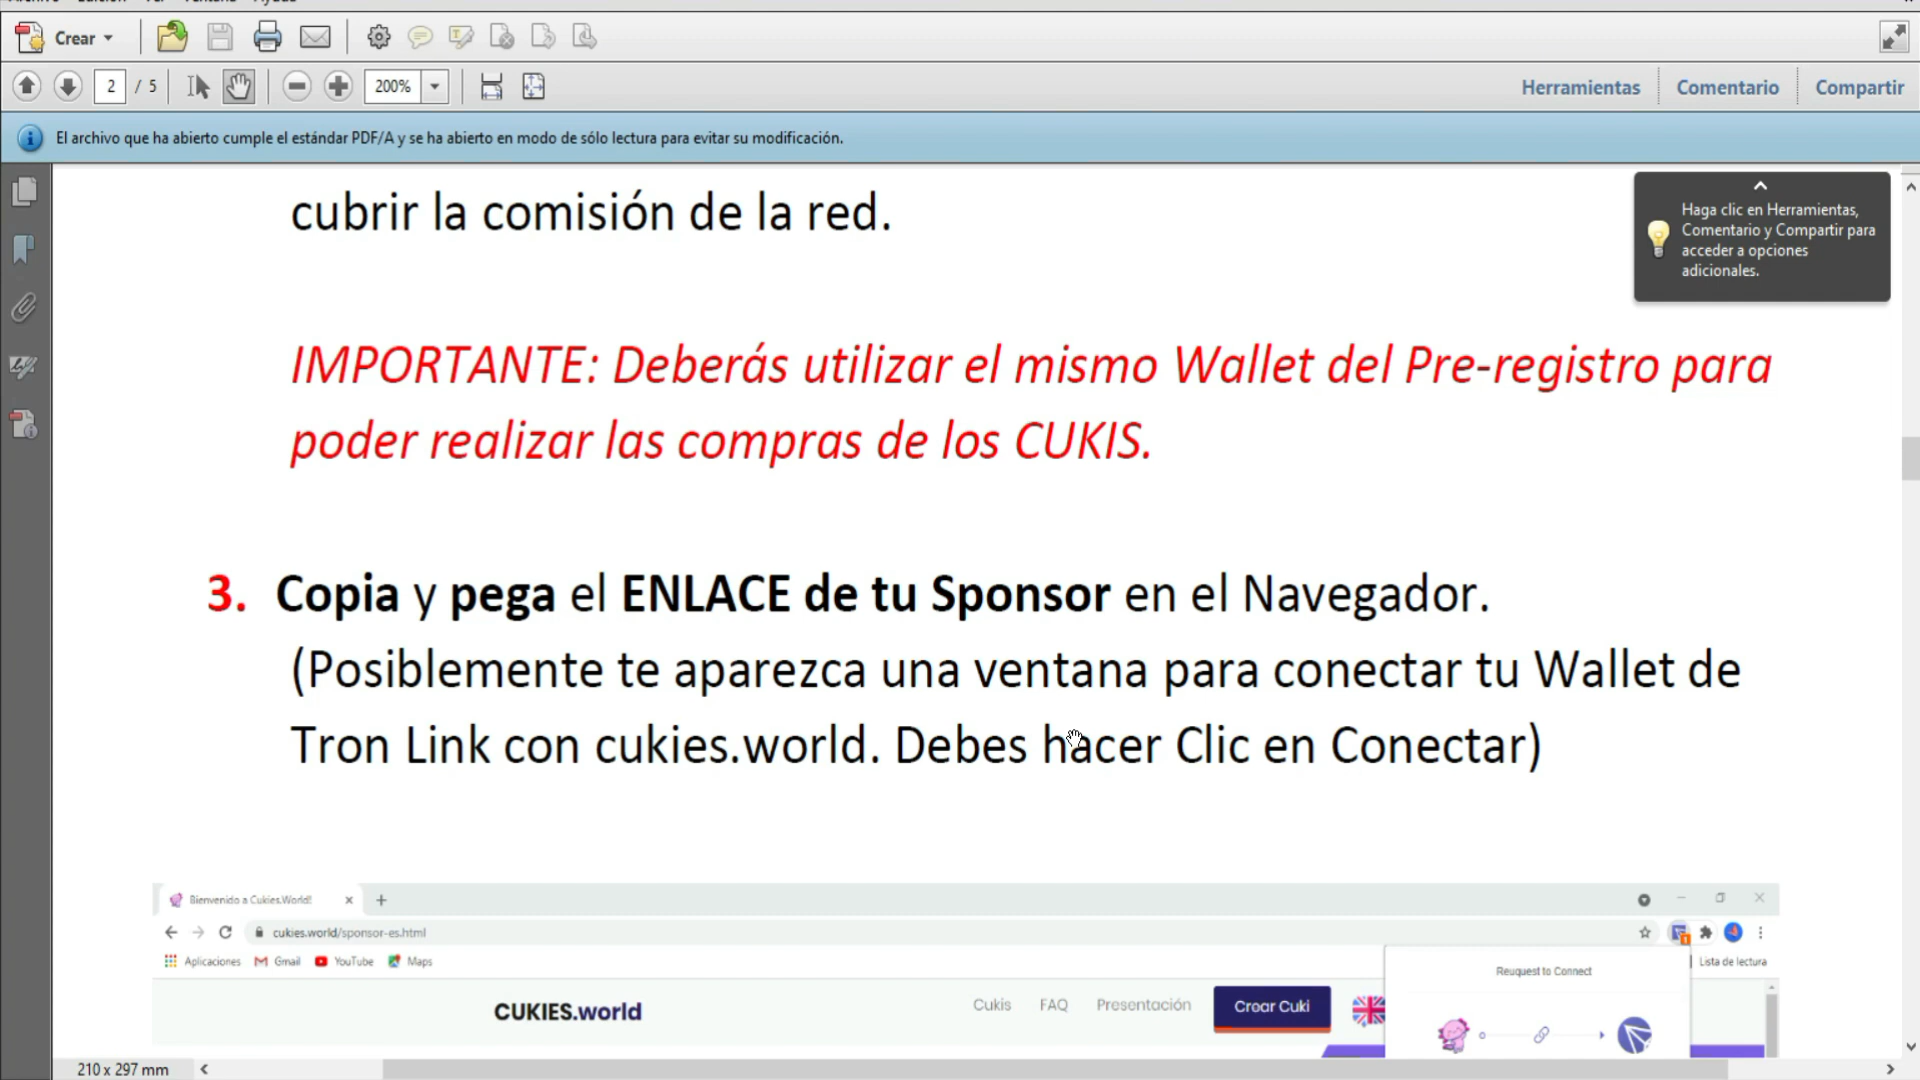 Archivo Edición Ver Ventana Ayuda
Crear
2 / 5 200% Herramientas Comentario Compartir
El archivo que ha abierto cumple el estándar PDF/A y se ha abierto en modo de sólo lectura para evitar su modificación.
Haga clic en Herramientas,
Comentario y Compartir para
acceder a opciones
adicionales.
cubrir la comisión de la red.
IMPORTANTE: Deberás utilizar el mismo Wallet del Pre-registro para
poder realizar las compras de los CUKIS.
3. Copia y pega el ENLACE de tu Sponsor en el Navegador.
(Posiblemente te aparezca una ventana para conectar tu Wallet de
Tron Link con cukies.world. Debes hacer Clic en Conectar)
Bienvenido a Cukies.World!
cukies.world/sponsor-es.html
Aplicaciones Gmail YouTube Maps Lista de lectura
Reuquest to Connect
CUKIES.world Cukis FAQ Presentación Crear Cuki
210 x 297 mm